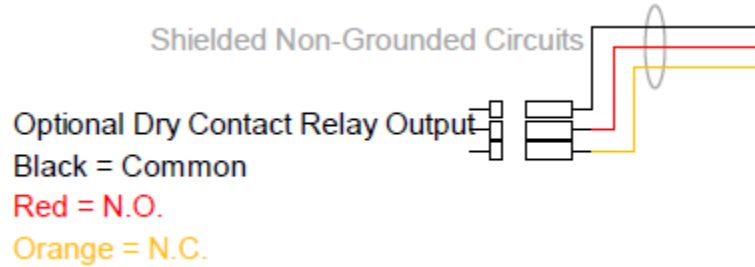 Shielded Non-Grounded Circuits
Optional Dry Contact Relay Output
Black = Common
Red = N.O.
Orange = N.C.